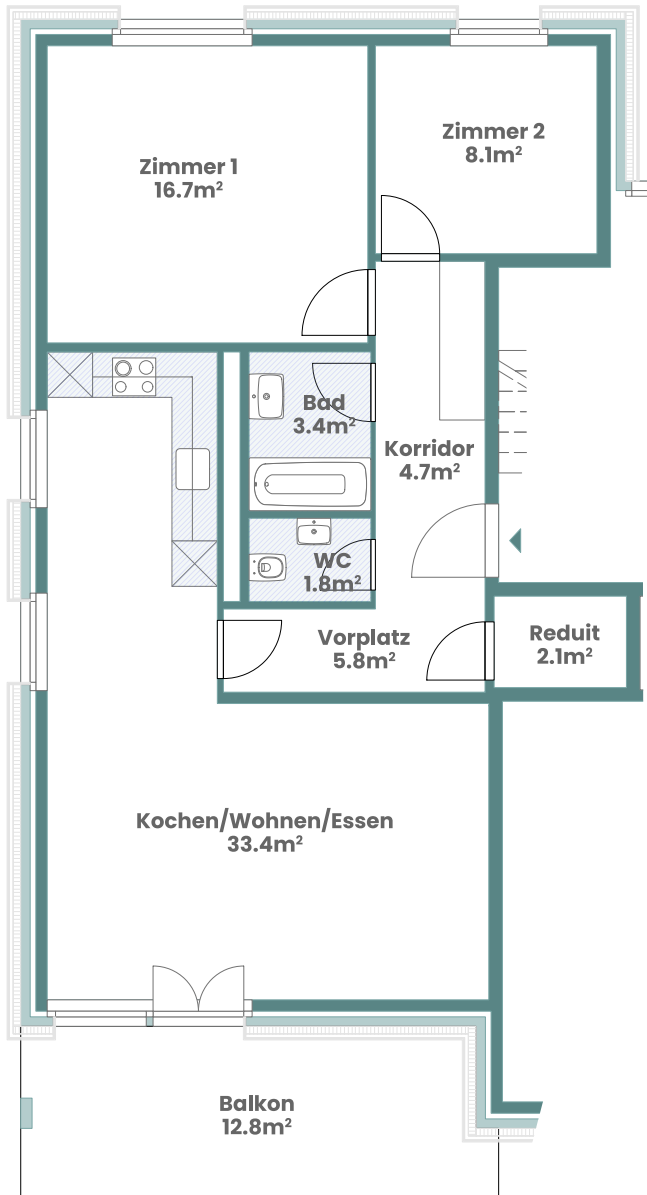 Zimmer 1
16.7m²
Zimmer 2
8.1m²
Bad
3.4m²
Korridor
4.7m²
WC
1.8m²
Vorplatz
5.8m²
Reduit
2.1m²
Kochen/Wohnen/Essen
33.4m²
Balkon
12.8m²